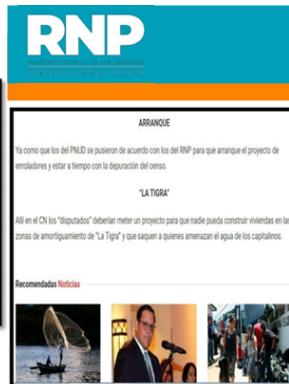 RNP
ARRANQUE
Ya como que los del PNUD se pusieron de acuerdo con los del RNP para que arranque el proyecto de
enroladores y estar a tiempo con la depuración del censo.
"LA TIGRA"
Allí en el CN los "disputados" deberían meter un proyecto para que nadie pueda construir viviendas en las
zonas de amortiguamiento de "La Tigra" y que saquen a quienes amenazan el agua de los capitalinos.
Recomendadas Noticias